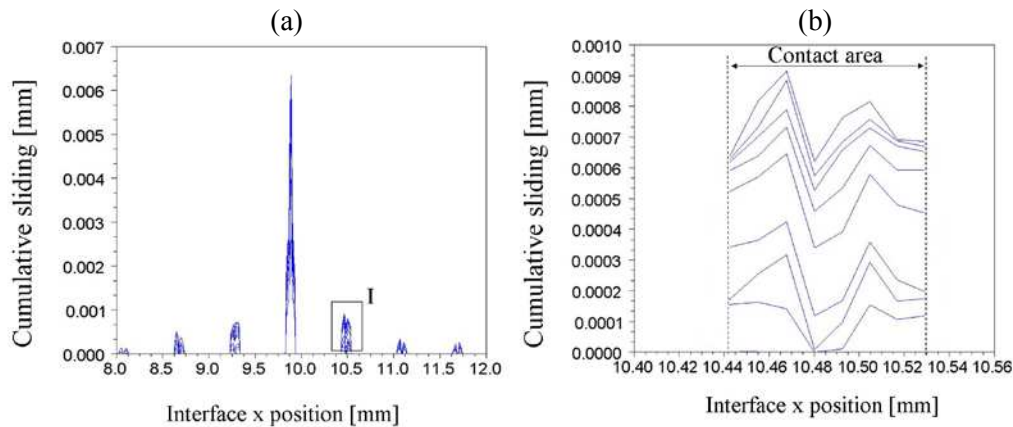 (a)
0.007
0.006
0.005
0.004
0.003
0.002
0.001
0.000
Cumulative sliding [mm]
I
8.0 8.5 9.0 9.5 10.0 10.5 11.0 11.5 12.0
Interface x position [mm]
(b)
0.0010
0.0009
0.0008
0.0007
0.0006
0.0005
0.0004
0.0003
0.0002
0.0001
0.0000
Cumulative sliding [mm]
Contact area
10.40 10.42 10.44 10.46 10.48 10.50 10.52 10.54 10.56
Interface x position [mm]